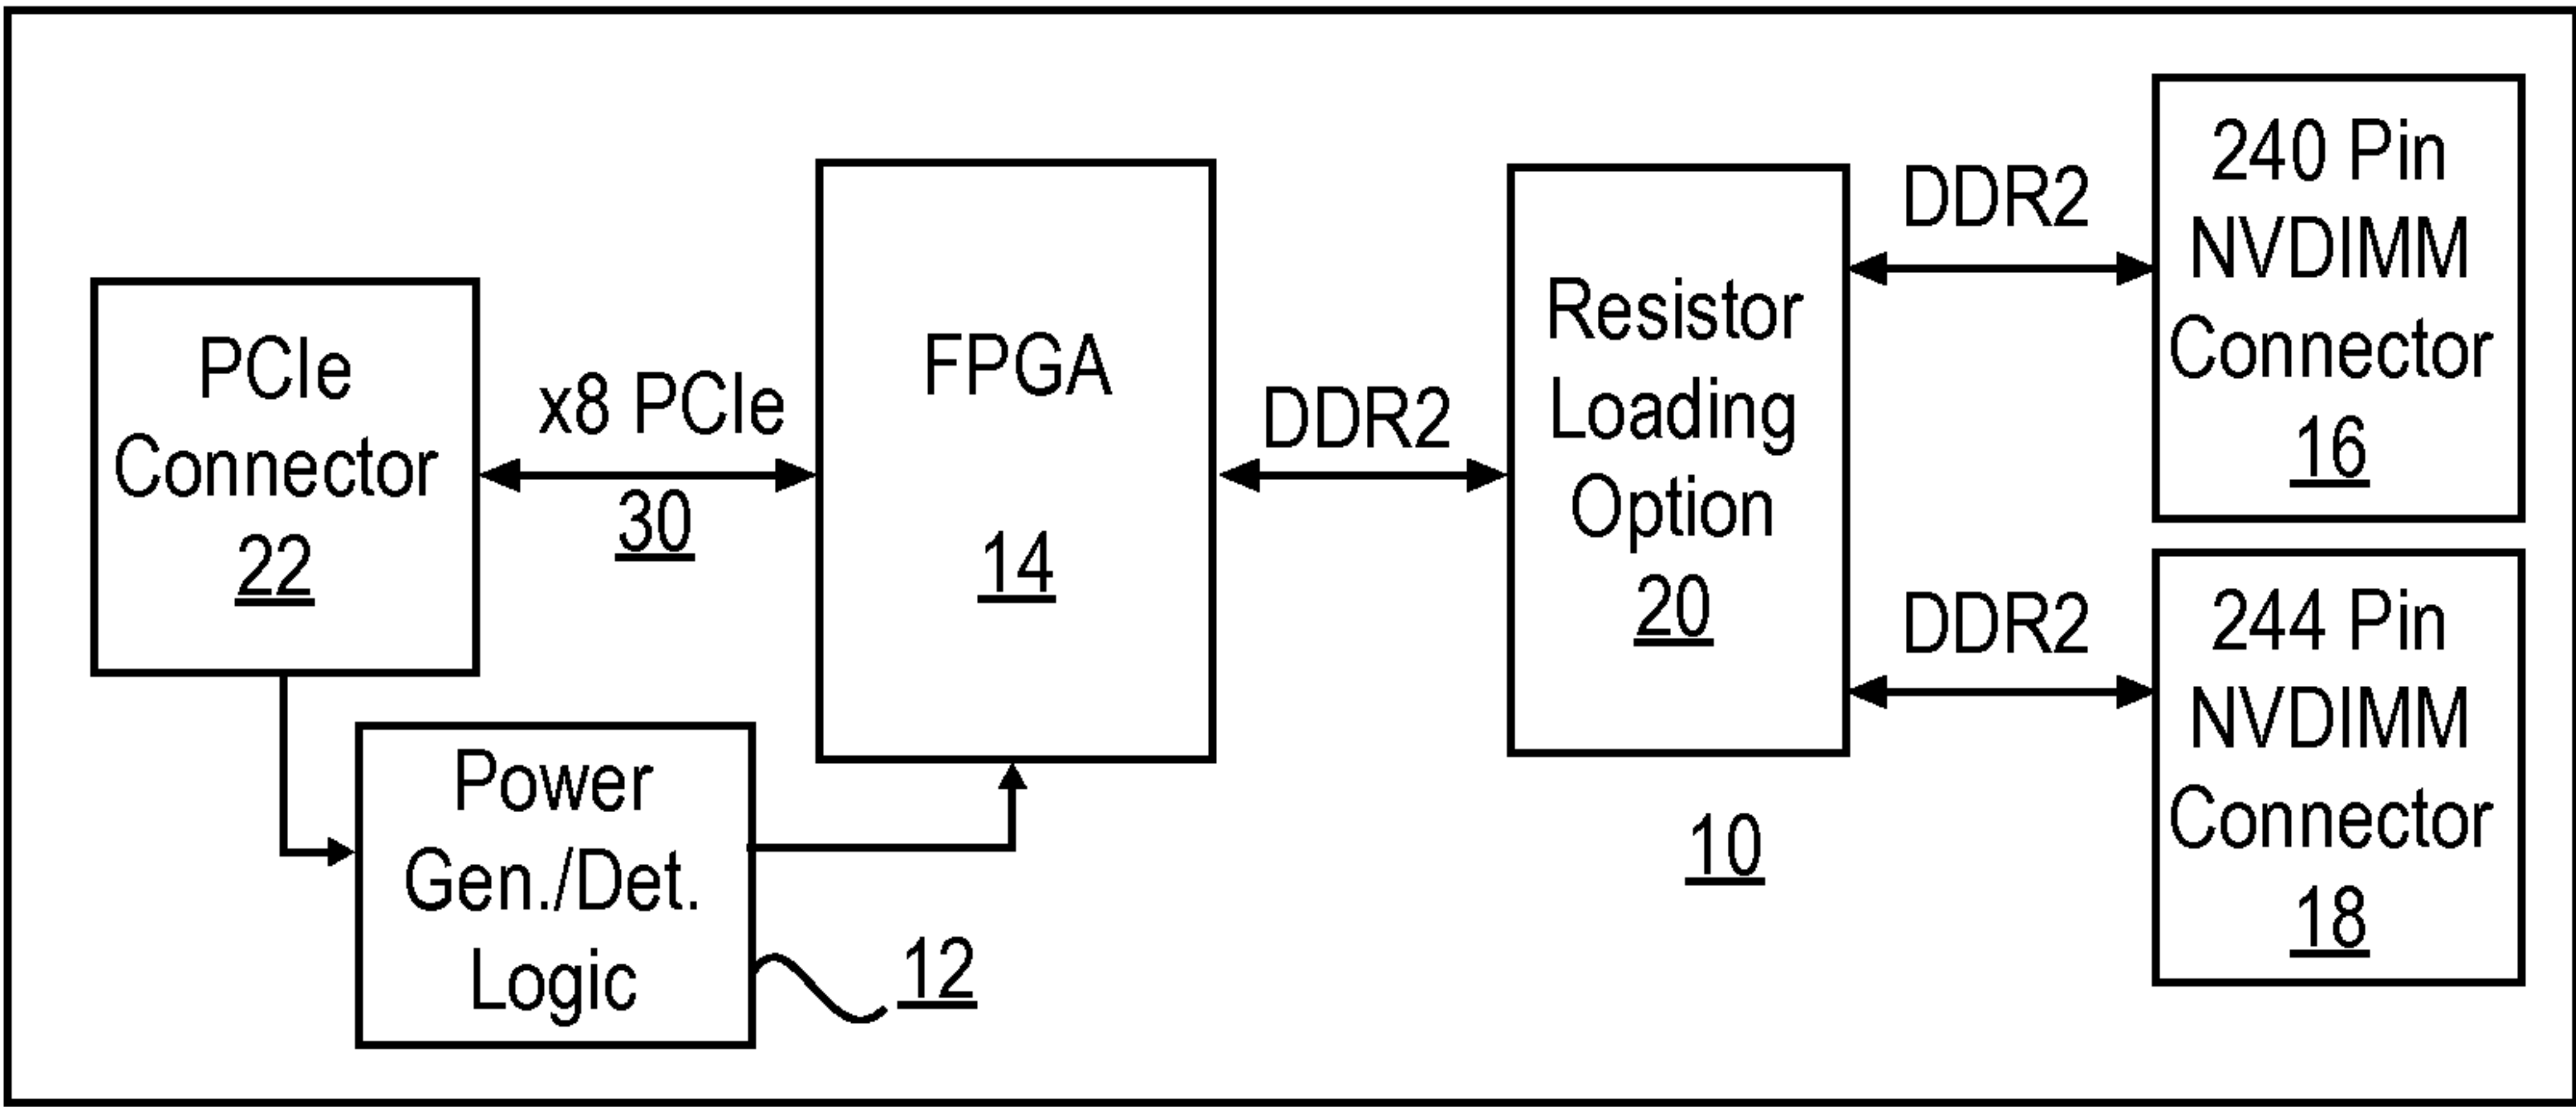 PCIe
Connector
22
x8 PCIe
30
Power
Gen./Det.
Logic
12
FPGA
14
DDR2
Resistor
Loading
Option
20
10
DDR2
240 Pin
NVDIMM
Connector
16
DDR2
244 Pin
NVDIMM
Connector
18